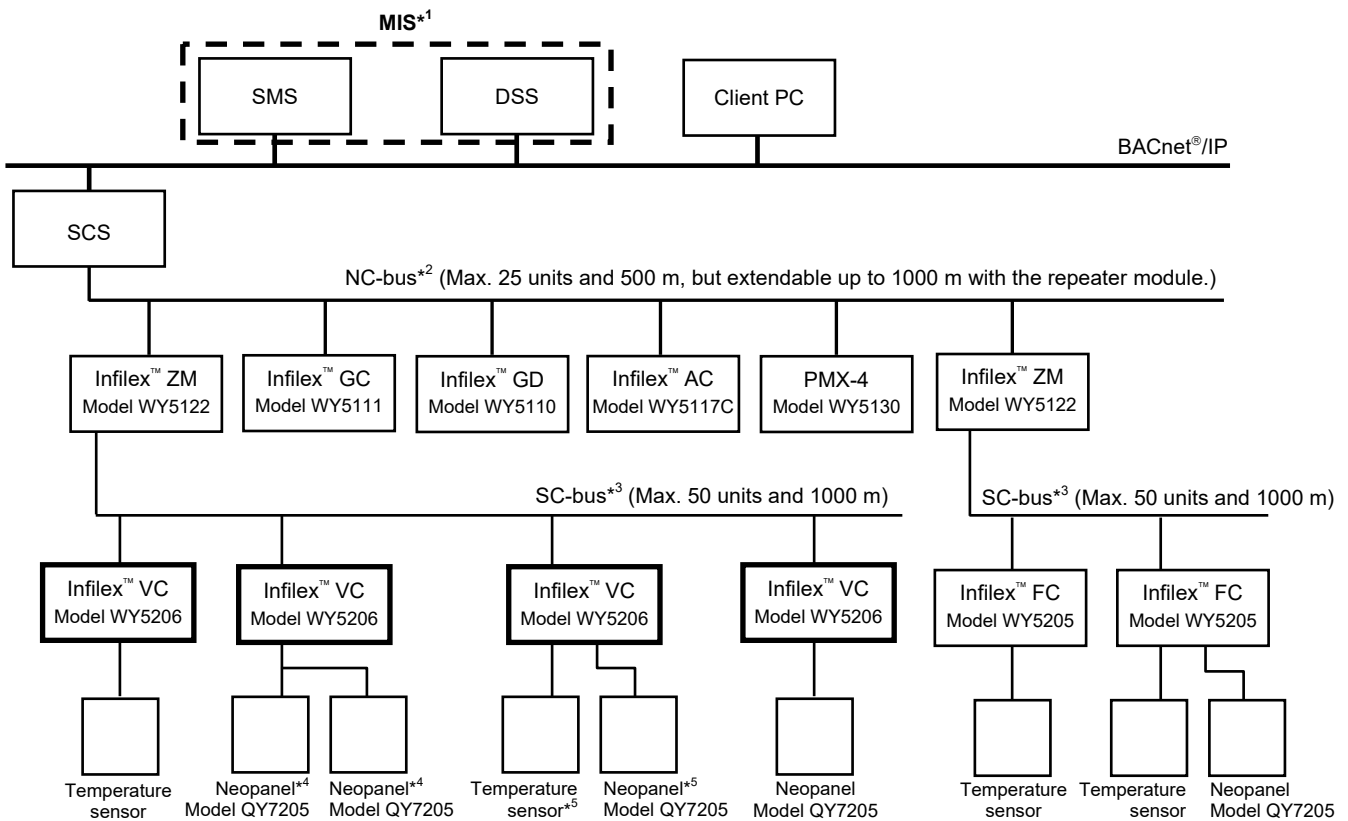 MIS*1
SMS
DSS
Client PC
BACnet®/IP
SCS
NC-bus*2 (Max. 25 units and 500 m, but extendable up to 1000 m with the repeater module.)
Infilex™ ZM
Model WY5122
Infilex™ GC
Model WY5111
Infilex™ GD
Model WY5110
Infilex™ AC
Model WY5117C
PMX-4
Model WY5130
Infilex™ ZM
Model WY5122
SC-bus*3 (Max. 50 units and 1000 m)
SC-bus*3 (Max. 50 units and 1000 m)
Infilex™ VC
Model WY5206
Infilex™ VC
Model WY5206
Infilex™ VC
Model WY5206
Infilex™ VC
Model WY5206
Infilex™ FC
Model WY5205
Infilex™ FC
Model WY5205
Temperature
sensor
Neopanel*4
Model QY7205
Neopanel*4
Model QY7205
Temperature
sensor*5
Neopanel*5
Model QY7205
Neopanel
Model QY7205
Temperature
sensor
Temperature
sensor
Neopanel
Model QY7205